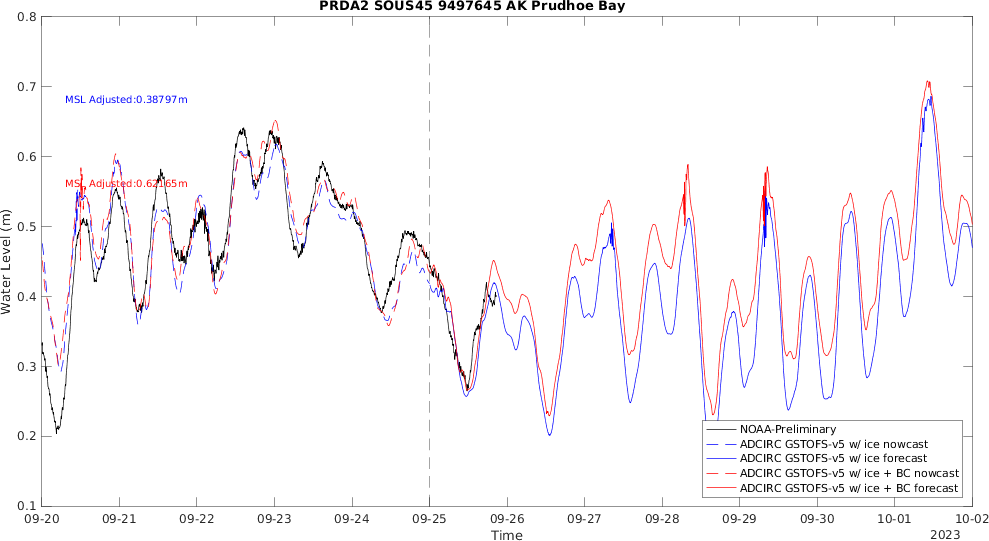 PRDA2 SOUS45 9497645 AK Prudhoe Bay
0.8
0.7
MSL Adjusted:0.38797m
0.6
MSL Adjusted:0.62165m
0.5
0.4
0.3
0.2
0.1
Water Level (m)
NOAA-Preliminary
ADCIRC GSTOFS-v5 w/ ice nowcast
ADCIRC GSTOFS-v5 w/ ice forecast
ADCIRC GSTOFS-v5 w/ ice + BC nowcast
ADCIRC GSTOFS-v5 w/ ice + BC forecast
09-20 09-21 09-22 09-23 09-24 09-25 09-26 09-27 09-28 09-29 09-30 10-01 10-02
Time
2023